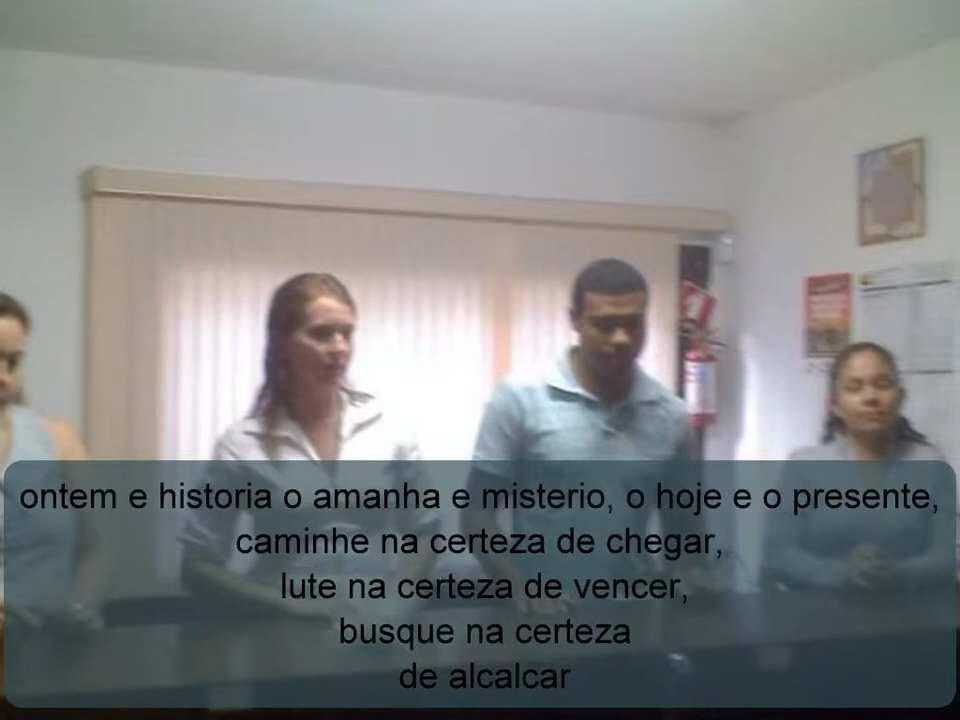 ontem e historia o amanha e misterio, o hoje e o presente,
caminhe na certeza de chegar,
lute na certeza de vencer,
busque na certeza
de alcalcar